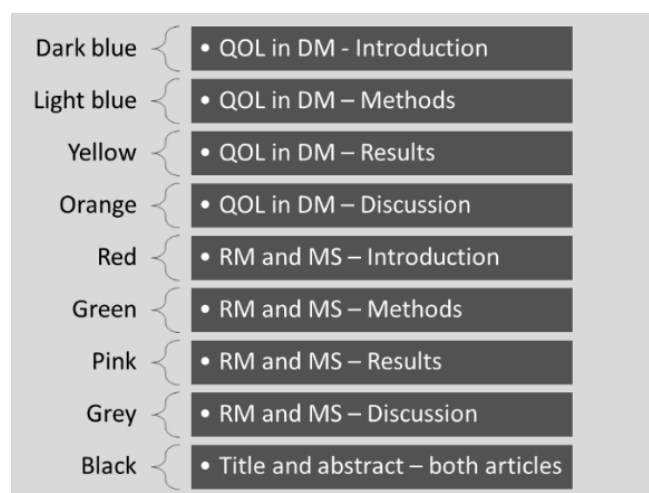 Dark blue • QOL in DM - Introduction
Light blue • QOL in DM – Methods
Yellow • QOL in DM – Results
Orange • QOL in DM – Discussion
Red • RM and MS – Introduction
Green • RM and MS – Methods
Pink • RM and MS – Results
Grey • RM and MS – Discussion
Black • Title and abstract – both articles